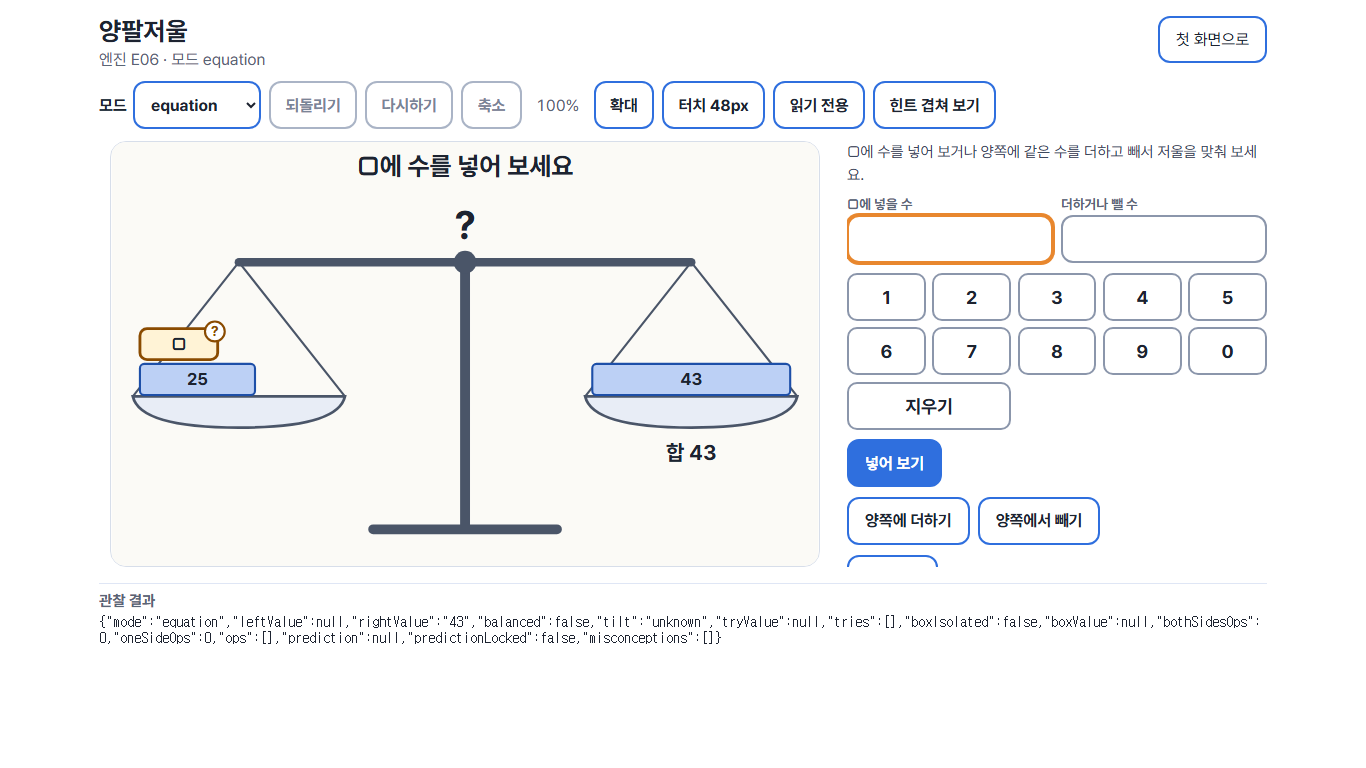 양팔저울
엔진 E06 · 모드 equation
첫 화면으로
모드 equation 되돌리기 다시하기 축소 100% 확대 터치 48px 읽기 전용 힌트 겹쳐 보기
▢에 수를 넣어 보세요
?
▢ ?
25
43
합 43
▢에 수를 넣어 보거나 양쪽에 같은 수를 더하고 빼서 저울을 맞춰 보세
요.
▢에 넣을 수 더하거나 뺄 수
1 2 3 4 5
6 7 8 9 0
지우기
넣어 보기
양쪽에 더하기 양쪽에서 빼기
관찰 결과
{"mode":"equation","leftValue":null,"rightValue":"43","balanced":false,"tilt":"unknown","tryValue":null,"tries":[],"boxIsolated":false,"boxValue":null,"bothSidesOps":
0,"oneSideOps":0,"ops":[],"prediction":null,"predictionLocked":false,"misconceptions":[]}